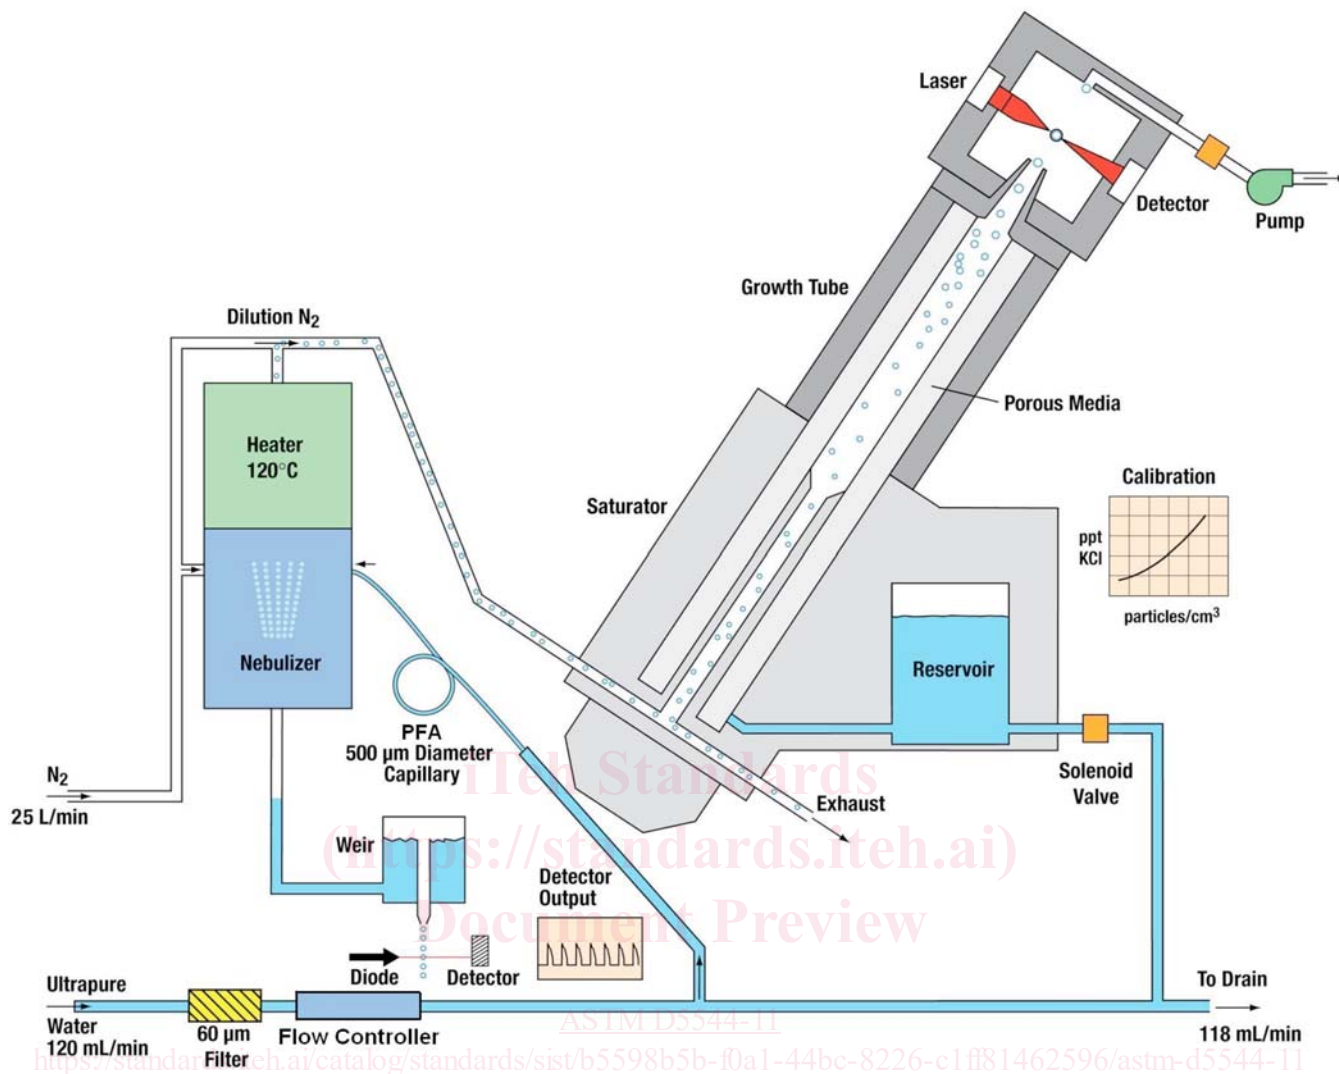 Laser
Detector
Pump
Growth Tube
Dilution N2
Porous Media
Heater
120°C
Calibration
Saturator
ppt
KCl
particles/cm3
Nebulizer
Reservoir
PFA
500 µm Diameter
Capillary
iTeh Standards
N2
25 L/min
Solenoid
Valve
Exhaust
Weir
(https://standards.iteh.ai)
Detector
Output
Document Preview
Diode
Detector
Ultrapure
Water
120 mL/min
60 µm
Filter
Flow Controller
To Drain
118 mL/min
ASTM D5544-11
https://standards.iteh.ai/catalog/standards/sist/b5598b5b-f0a1-44bc-8226-c1ff81462596/astm-d5544-11